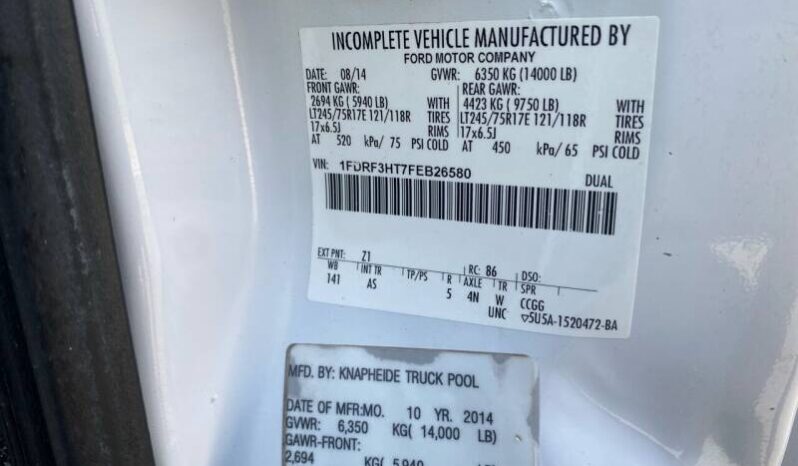 INCOMPLETE VEHICLE MANUFACTURED BY
FORD MOTOR COMPANY
DATE: 08/14 GVWR: 6350 KG (14000 LB)
FRONT GAWR: REAR GAWR:
2694 KG ( 5940 LB) WITH 4423 KG ( 9750 LB) WITH
LT245/75R17E 121/118R TIRES LT245/75R17E 121/118R TIRES
17x6.5J RIMS 17x6.5J RIMS
AT 520 kPa/ 75 PSI COLD AT 450 kPa/ 65 PSI COLD
VIN: 1FDRF3HT7FEB26580
DUAL
EXT PNT: Z1 RC: 86 DSO:
WB INT TR TP/PS R AXLE TR SPR
141 AS 5 4N W CCGG
UNC ▽5U5A-1520472-BA
MFD. BY: KNAPHEIDE TRUCK POOL
DATE OF MFR:MO. 10 YR. 2014
GVWR: 6,350 KG( 14,000 LB)
GAWR-FRONT:
2,694 KG( 5,940